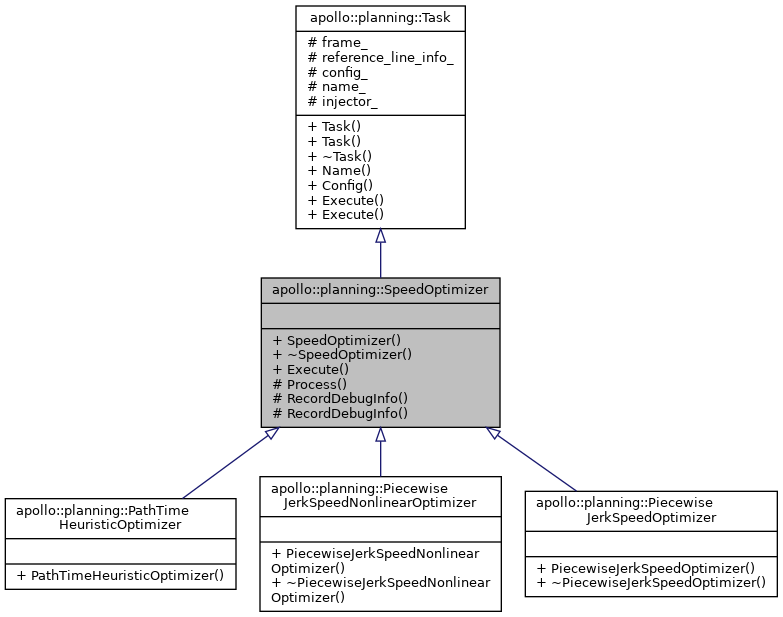 apollo::planning::Task
# frame_
# reference_line_info_
# config_
# name_
# injector_
+ Task()
+ Task()
+ ~Task()
+ Name()
+ Config()
+ Execute()
+ Execute()
apollo::planning::SpeedOptimizer
+ SpeedOptimizer()
+ ~SpeedOptimizer()
+ Execute()
# Process()
# RecordDebugInfo()
# RecordDebugInfo()
apollo::planning::PathTime
HeuristicOptimizer
+ PathTimeHeuristicOptimizer()
apollo::planning::Piecewise
JerkSpeedNonlinearOptimizer
+ PiecewiseJerkSpeedNonlinear
Optimizer()
+ ~PiecewiseJerkSpeedNonlinear
Optimizer()
apollo::planning::Piecewise
JerkSpeedOptimizer
+ PiecewiseJerkSpeedOptimizer()
+ ~PiecewiseJerkSpeedOptimizer()